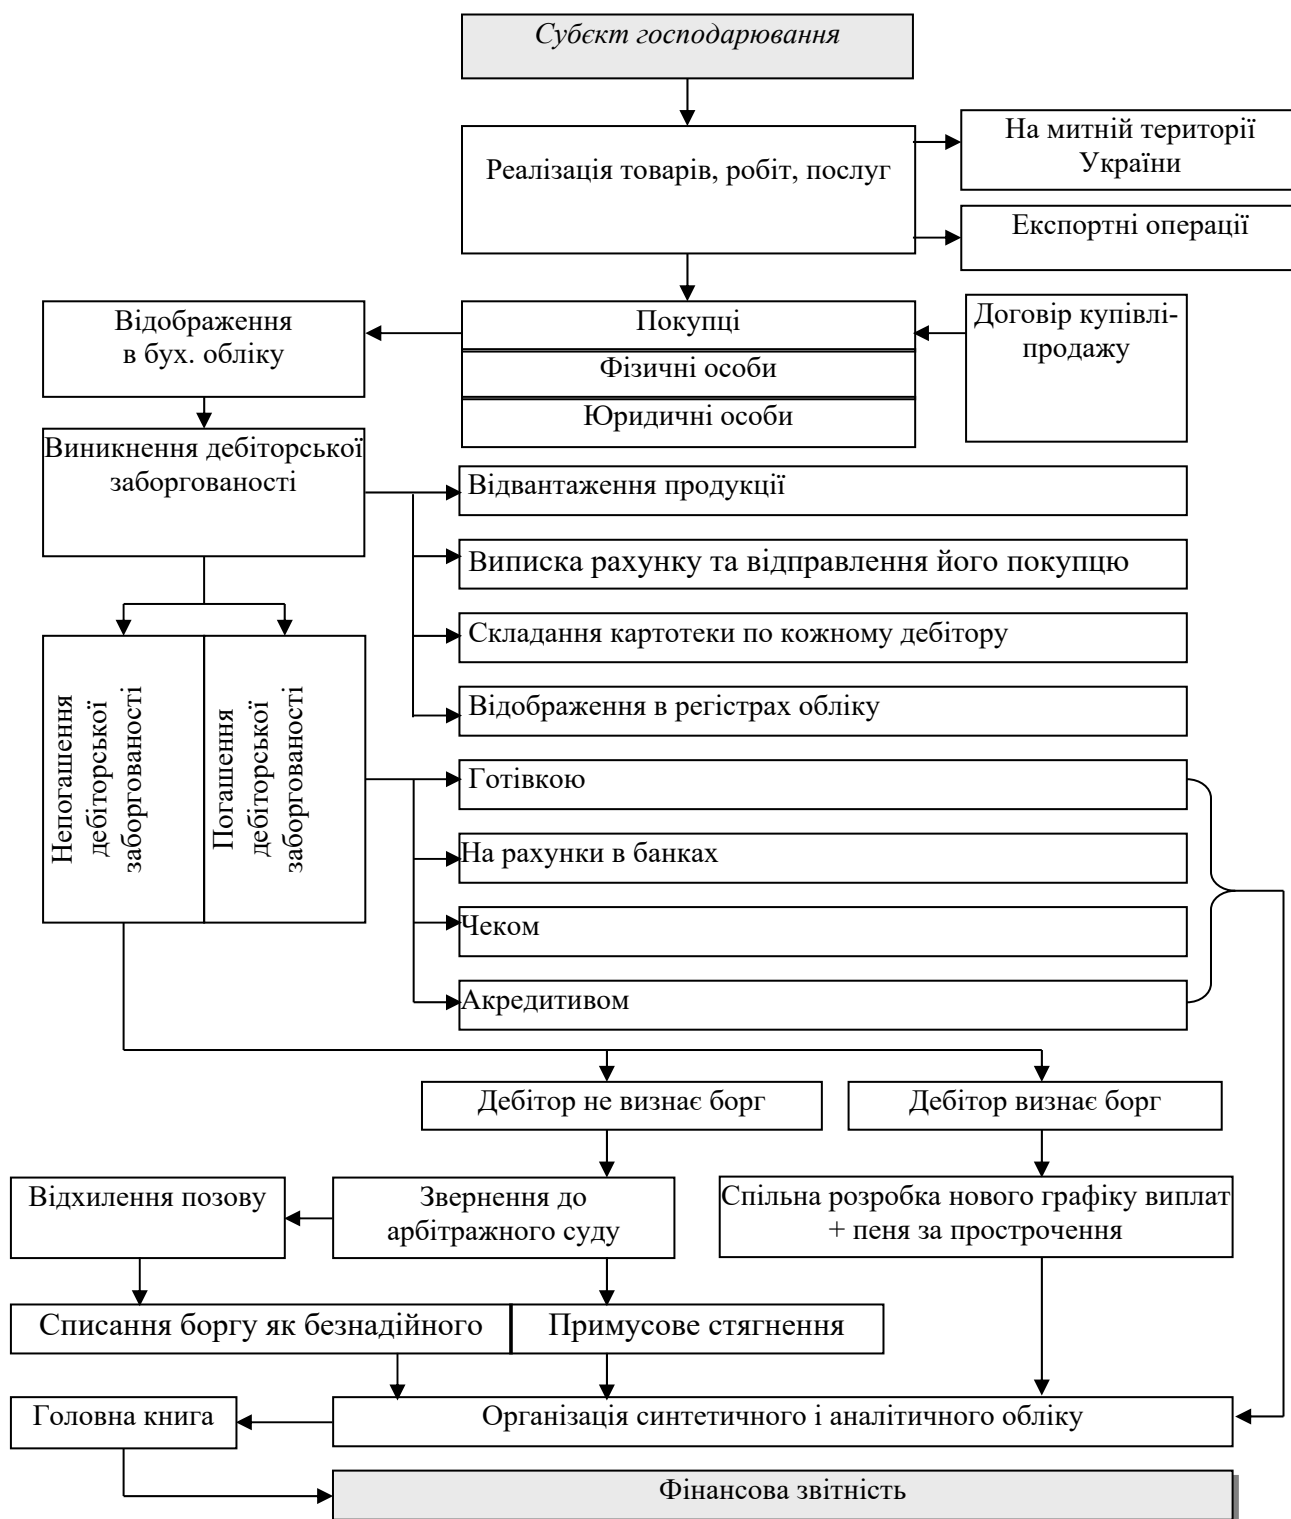 Субєкт господарювання
На митній території
України
Реалізація товарів, робіт, послуг
Експортні операції
Відображення
в бух. обліку
Покупці
Договір купівлі-
продажу
Фізичні особи
Юридичні особи
Виникнення дебіторської
заборгованості
Відвантаження продукції
Виписка рахунку та відправлення його покупцю
Складання картотеки по кожному дебітору
Відображення в регістрах обліку
Непогашення
дебіторської
заборгованості
Погашення
дебіторської
заборгованості
Готівкою
На рахунки в банках
Чеком
Акредитивом
Дебітор не визнає борг
Дебітор визнає борг
Відхилення позову
Звернення до
арбітражного суду
Спільна розробка нового графіку виплат
+ пеня за прострочення
Списання боргу як безнадійного
Примусове стягнення
Головна книга
Організація синтетичного і аналітичного обліку
Фінансова звітність